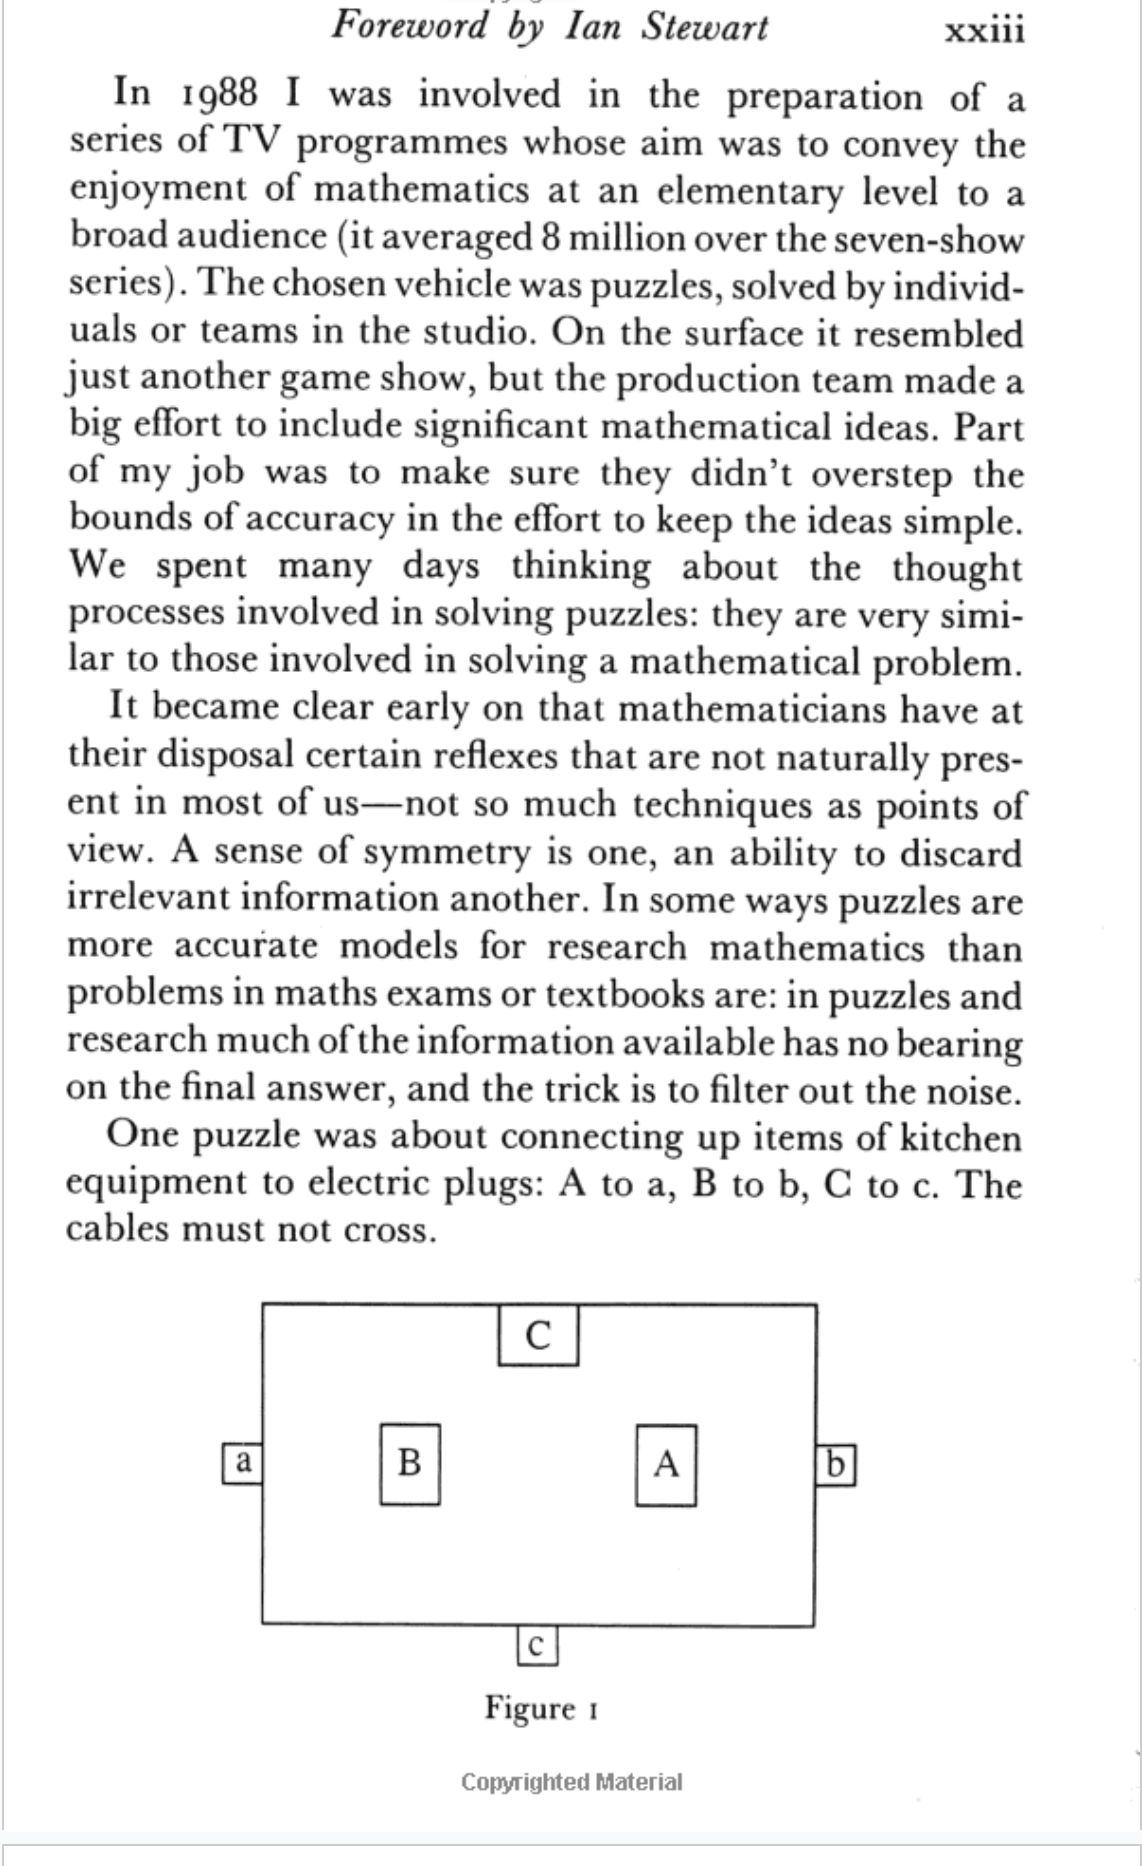 Foreword by Ian Stewart xxiii
In 1988 I was involved in the preparation of a
series of TV programmes whose aim was to convey the
enjoyment of mathematics at an elementary level to a
broad audience (it averaged 8 million over the seven-show
series). The chosen vehicle was puzzles, solved by individ-
uals or teams in the studio. On the surface it resembled
just another game show, but the production team made a
big effort to include significant mathematical ideas. Part
of my job was to make sure they didn't overstep the
bounds of accuracy in the effort to keep the ideas simple.
We spent many days thinking about the thought
processes involved in solving puzzles: they are very simi-
lar to those involved in solving a mathematical problem.
It became clear early on that mathematicians have at
their disposal certain reflexes that are not naturally pres-
ent in most of us—not so much techniques as points of
view. A sense of symmetry is one, an ability to discard
irrelevant information another. In some ways puzzles are
more accurate models for research mathematics than
problems in maths exams or textbooks are: in puzzles and
research much of the information available has no bearing
on the final answer, and the trick is to filter out the noise.
One puzzle was about connecting up items of kitchen
equipment to electric plugs: A to a, B to b, C to c. The
cables must not cross.
C
a B A b
c
Figure 1
Copyrighted Material